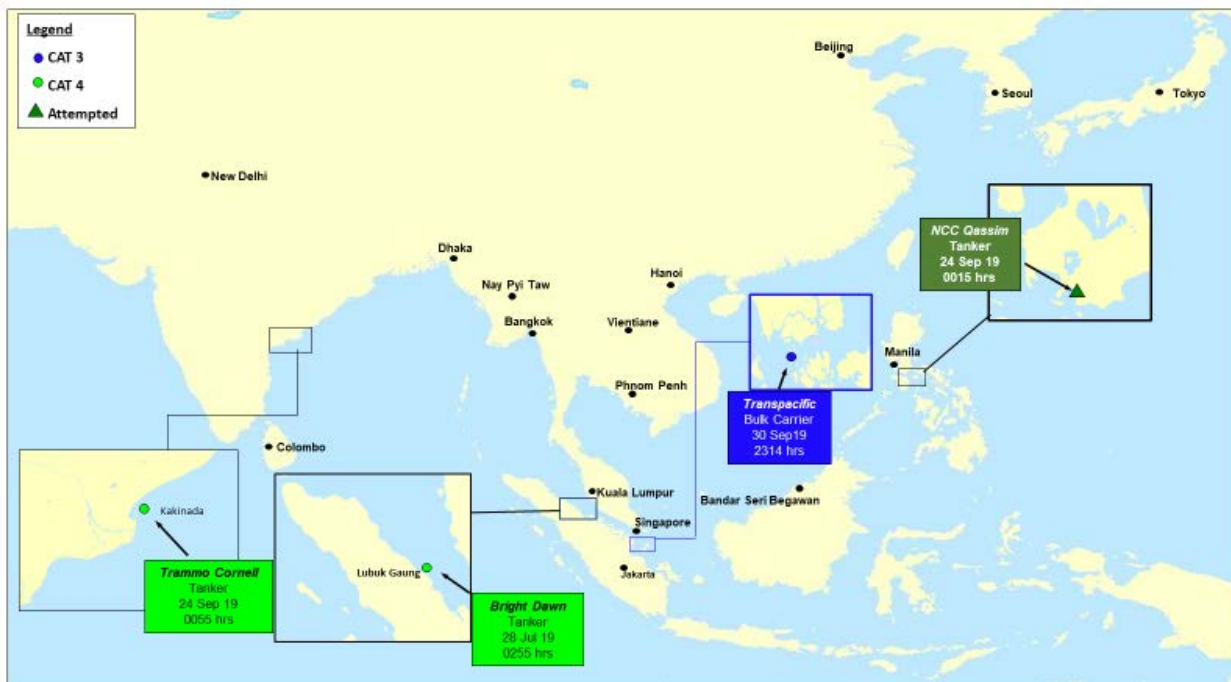 Legend
CAT 3
CAT 4
Attempted
Beijing
Seoul
Tokyo
New Delhi
Dhaka
Nay Pyi Taw
Hanoi
Bangkok
Vientiane
Manila
Phnom Penh
NCC Qassim
Tanker
24 Sep 19
0015 hrs
Transpacific
Bulk Carrier
30 Sep19
2314 hrs
Colombo
Kuala Lumpur
Bandar Seri Begawan
Singapore
Jakarta
Kakinada
Trammo Cornell
Tanker
24 Sep 19
0055 hrs
Lubuk Gaung
Bright Dawn
Tanker
28 Jul 19
0255 hrs